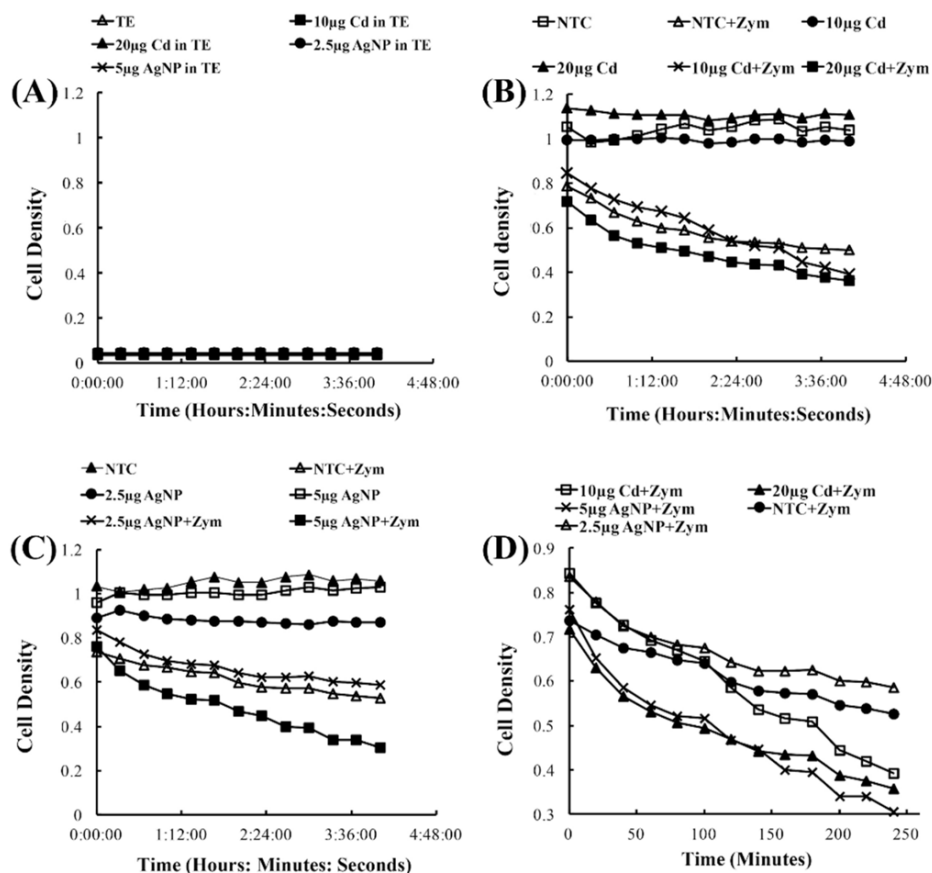 TE 10µg Cd in TE
20µg Cd in TE 2.5µg AgNP in TE
5µg AgNP in TE
(A)
1.2
1
0.8
0.6
0.4
0.2
0
Cell Density
0:00:00 1:12:00 2:24:00 3:36:00 4:48:00
Time (Hours:Minutes:Seconds)
NTC NTC+Zym 10µg Cd
20µg Cd 10µg Cd+Zym 20µg Cd+Zym
(B)
1.2
1
0.8
0.6
0.4
0.2
0
Cell density
0:00:00 1:12:00 2:24:00 3:36:00 4:48:00
Time (Hours:Minutes:Seconds)
NTC NTC+Zym
2.5µg AgNP 5µg AgNP
2.5µg AgNP+Zym 5µg AgNP+Zym
(C)
1.2
1
0.8
0.6
0.4
0.2
0
Cell Density
0:00:00 1:12:00 2:24:00 3:36:00 4:48:00
Time (Hours: Minutes: Seconds)
10µg Cd+Zym 20µg Cd+Zym
5µg AgNP+Zym NTC+Zym
2.5µg AgNP+Zym
(D)
0.9
0.8
0.7
0.6
0.5
0.4
0.3
Cell Density
0 50 100 150 200 250
Time (Minutes)